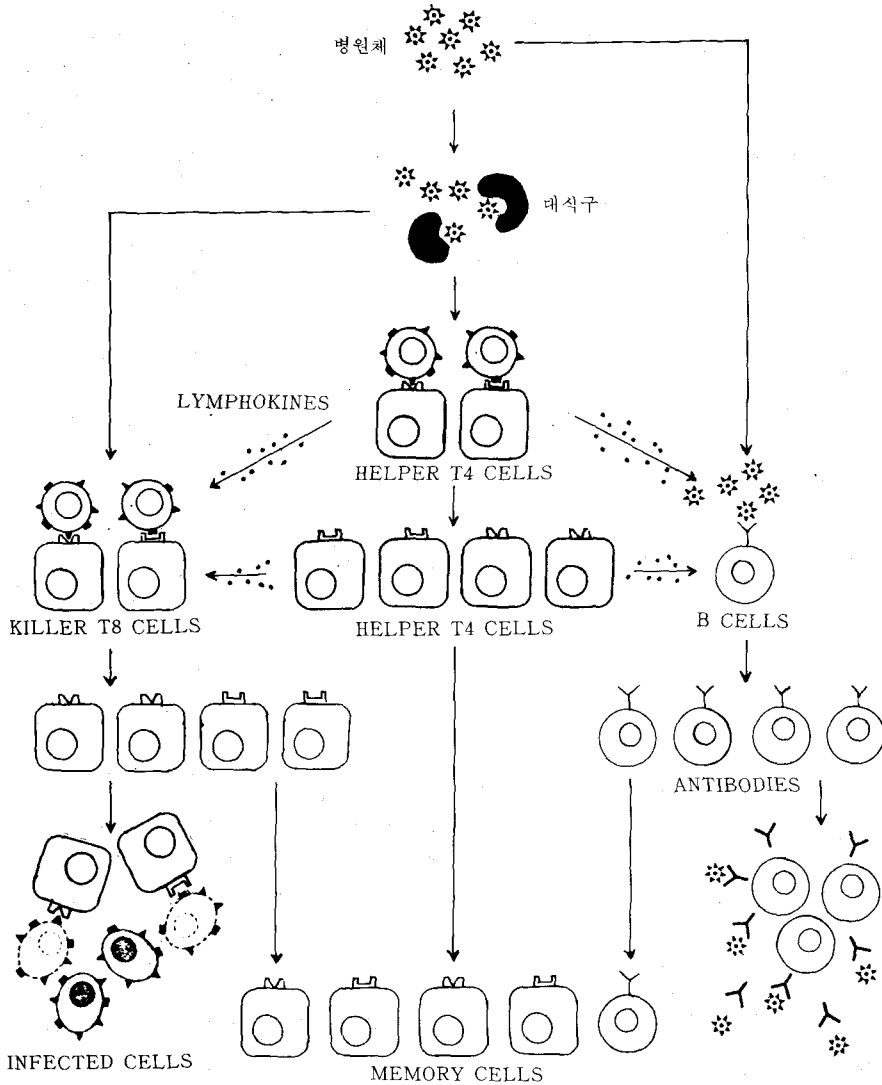 병원체
대식구
LYMPHOKINES
HELPER T4 CELLS
KILLER T8 CELLS
HELPER T4 CELLS
B CELLS
ANTIBODIES
INFECTED CELLS
MEMORY CELLS